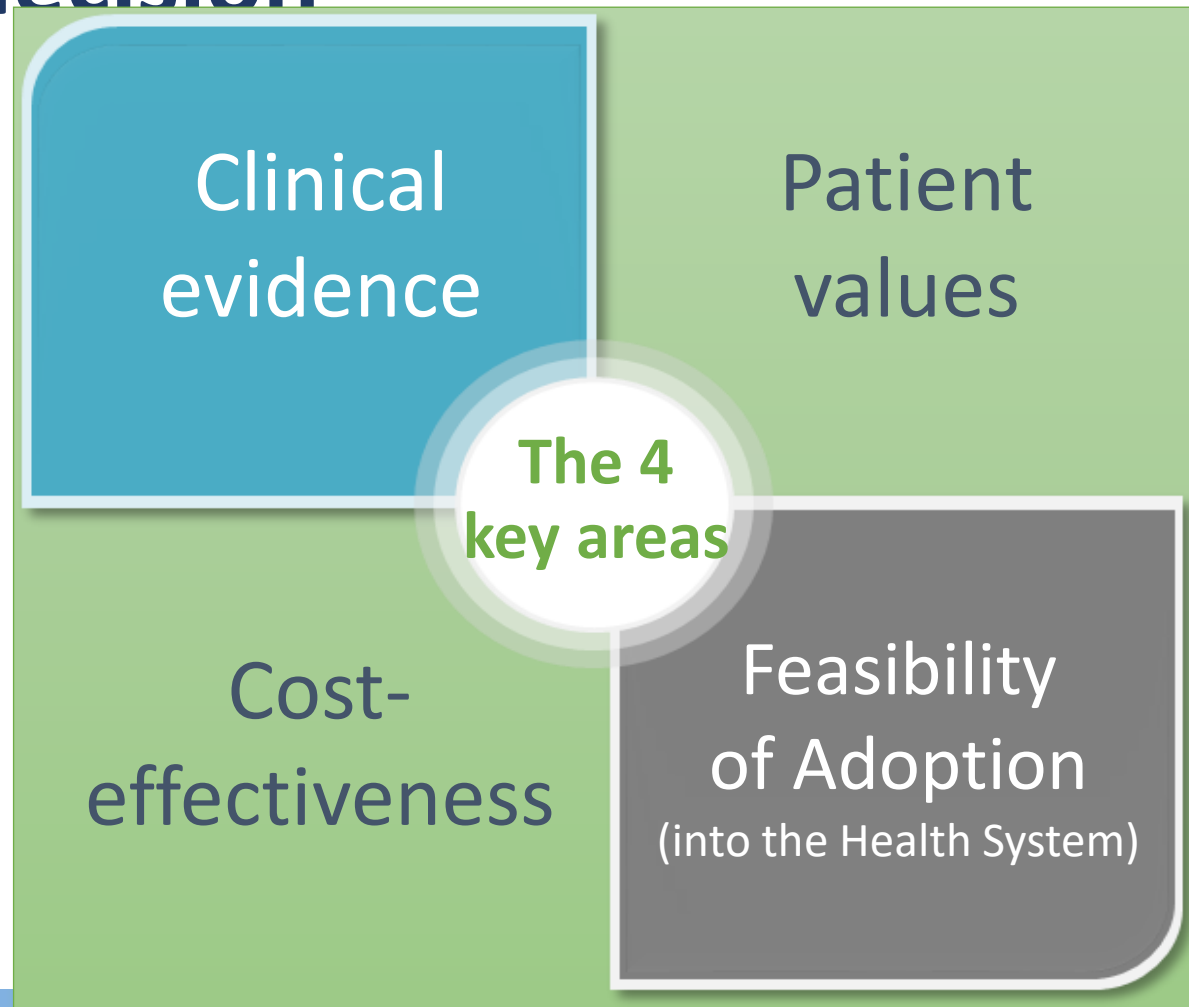 Clinical
evidence
Patient
values
The 4
key areas
Cost-
effectiveness
Feasibility
of Adoption
(into the Health System)